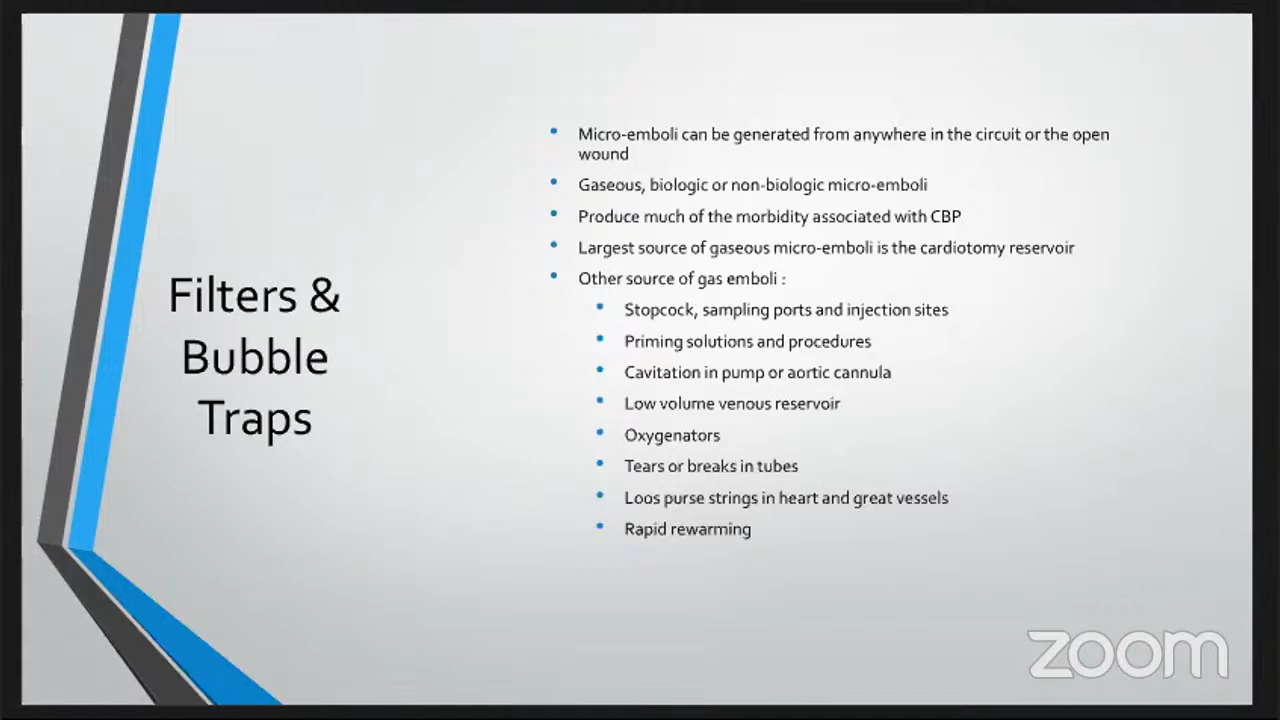 Filters &
Bubble
Traps
Micro-emboli can be generated from anywhere in the circuit or the open
wound
Gaseous, biologic or non-biologic micro-emboli
Produce much of the morbidity associated with CBP
Largest source of gaseous micro-emboli is the cardiotomy reservoir
Other source of gas emboli :
Stopcock, sampling ports and injection sites
Priming solutions and procedures
Cavitation in pump or aortic cannula
Low volume venous reservoir
Oxygenators
Tears or breaks in tubes
Loos purse strings in heart and great vessels
Rapid rewarming
zoom